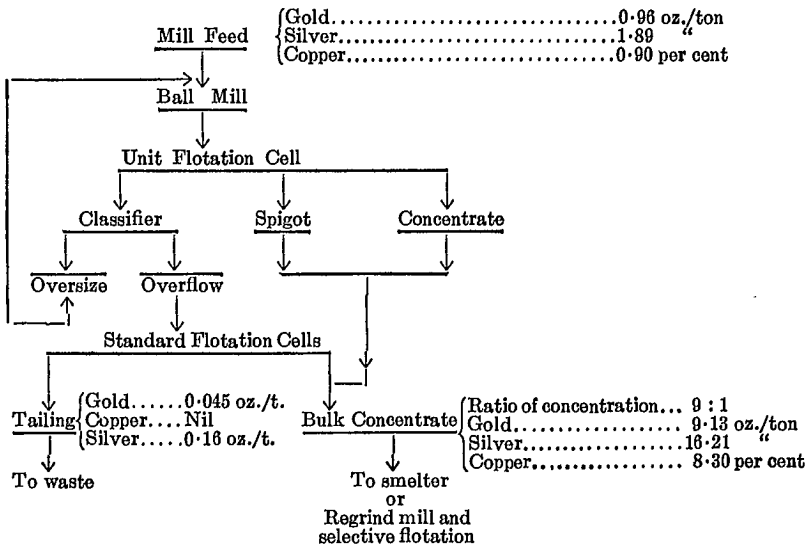 Mill Feed
Gold......................................0·96 oz./ton
Silver....................................1·89 “
Copper...................................0·90 per cent
Ball Mill
Unit Flotation Cell
Classifier Spigot Concentrate
Oversize Overflow
Standard Flotation Cells
Tailing
Gold......0·045 oz./t.
Copper....Nil
Silver.....0·16 oz./t.
Bulk Concentrate
Ratio of concentration... 9 : 1
Gold.................... 9·13 oz./ton
Silver...................16·21 “
Copper.................. 8·30 per cent
To waste
To smelter
or
Regrind mill and
selective flotation